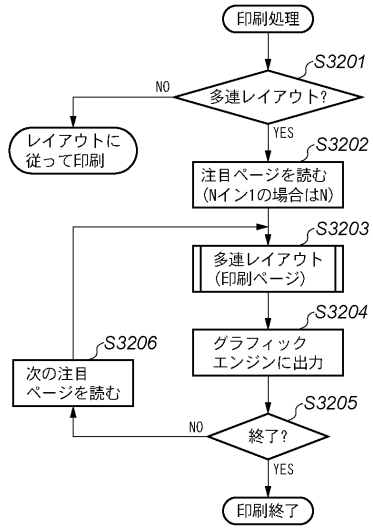 印刷処理
S3201
多連レイアウト?
NO
YES
レイアウトに
従って印刷
S3202
注目ページを読む
(Nイン1の場合はN)
S3203
多連レイアウト
(印刷ページ)
S3204
グラフィック
エンジンに出力
S3206
次の注目
ページを読む
S3205
終了?
NO
YES
印刷終了